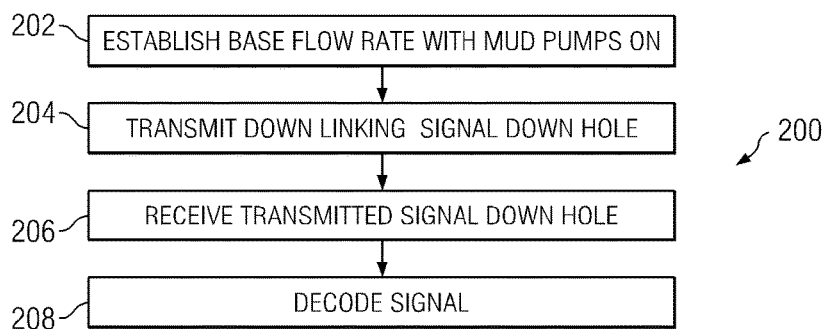 202 ESTABLISH BASE FLOW RATE WITH MUD PUMPS ON
204 TRANSMIT DOWN LINKING SIGNAL DOWN HOLE
200
206 RECEIVE TRANSMITTED SIGNAL DOWN HOLE
208 DECODE SIGNAL